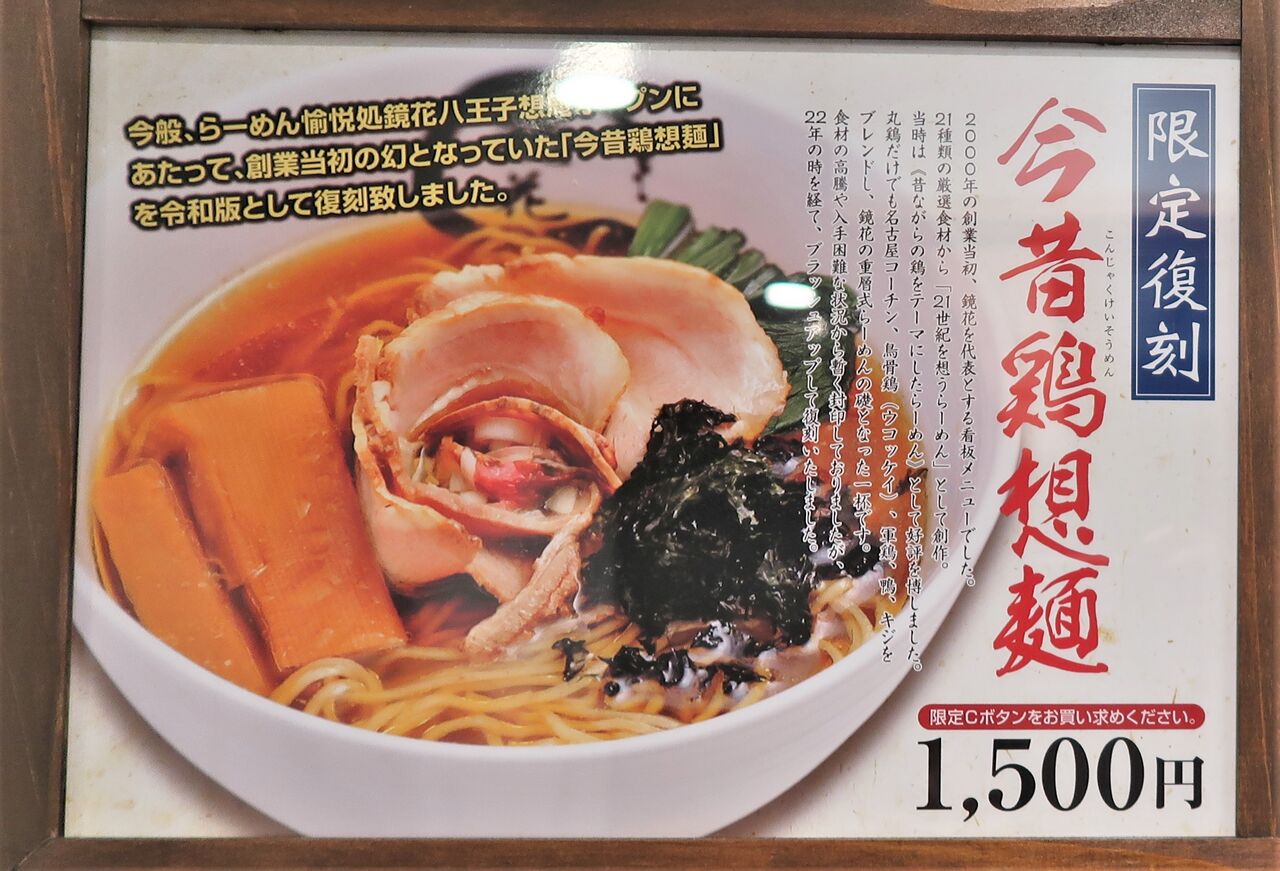 限定復刻
今昔鶏想麺
こんじゃくけいそうめん
今般、らーめん愉悦処鏡花八王子想 プンに
あたって、創業当初の幻となっていた「今昔鶏想麺」
を令和版として復刻致しました。
2000年の創業当初、鏡花を代表とする看板メニューでした。
21種類の厳選食材から「21世紀を想うらーめん」として創作。
当時は《昔ながらの鶏をテーマにしたらーめん》として好評を博しました。
丸鶏だけでも名古屋コーチン、烏骨鶏(ウコッケイ)、軍鶏、鴨、キジを
ブレンドし、鏡花の重層式らーめんの礎となった一杯です。
食材の高騰や入手困難な状況から暫く封印しておりましたが、
22年の時を経て、ブラッシュアップして復刻いたしました。
限定Cボタンをお買い求めください。
1,500円